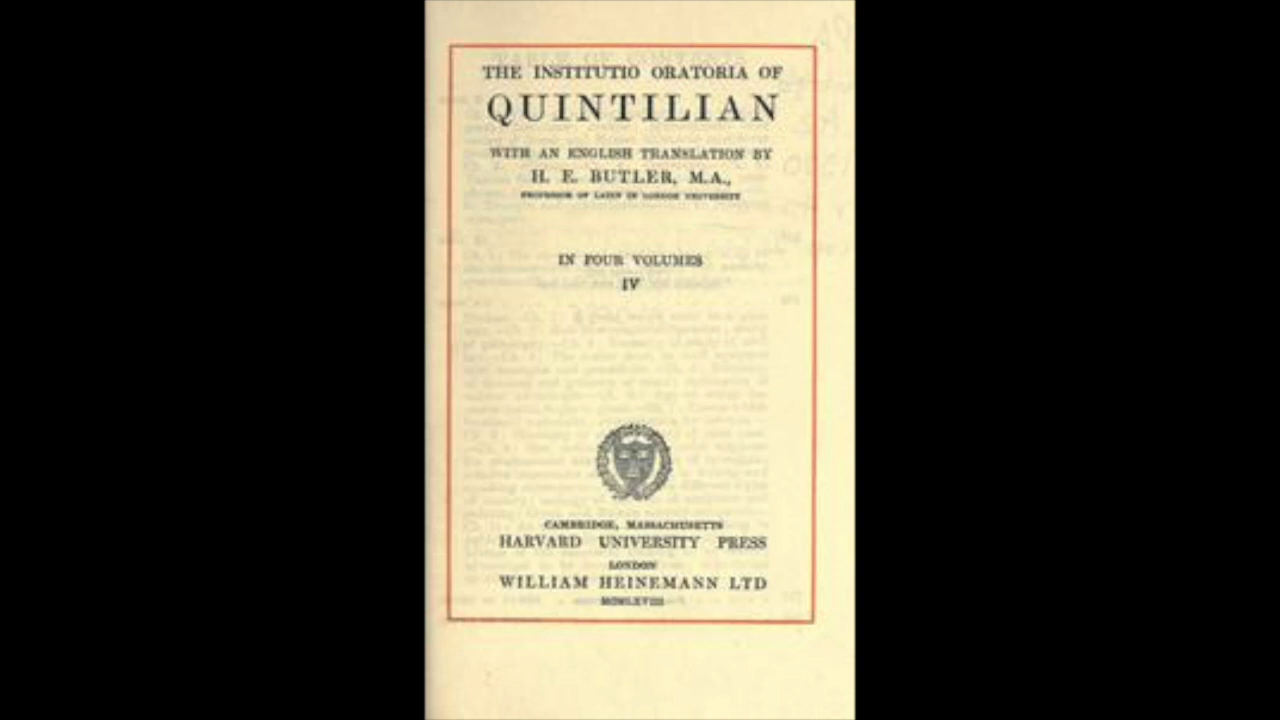 THE INSTITUTIO ORATORIA OF
QUINTILIAN
WITH AN ENGLISH TRANSLATION BY
H. E. BUTLER, M.A.,
PROFESSOR OF LATIN IN LONDON UNIVERSITY
IN FOUR VOLUMES
IV
CAMBRIDGE, MASSACHUSETTS
HARVARD UNIVERSITY PRESS
LONDON
WILLIAM HEINEMANN LTD
MCMLXVIII